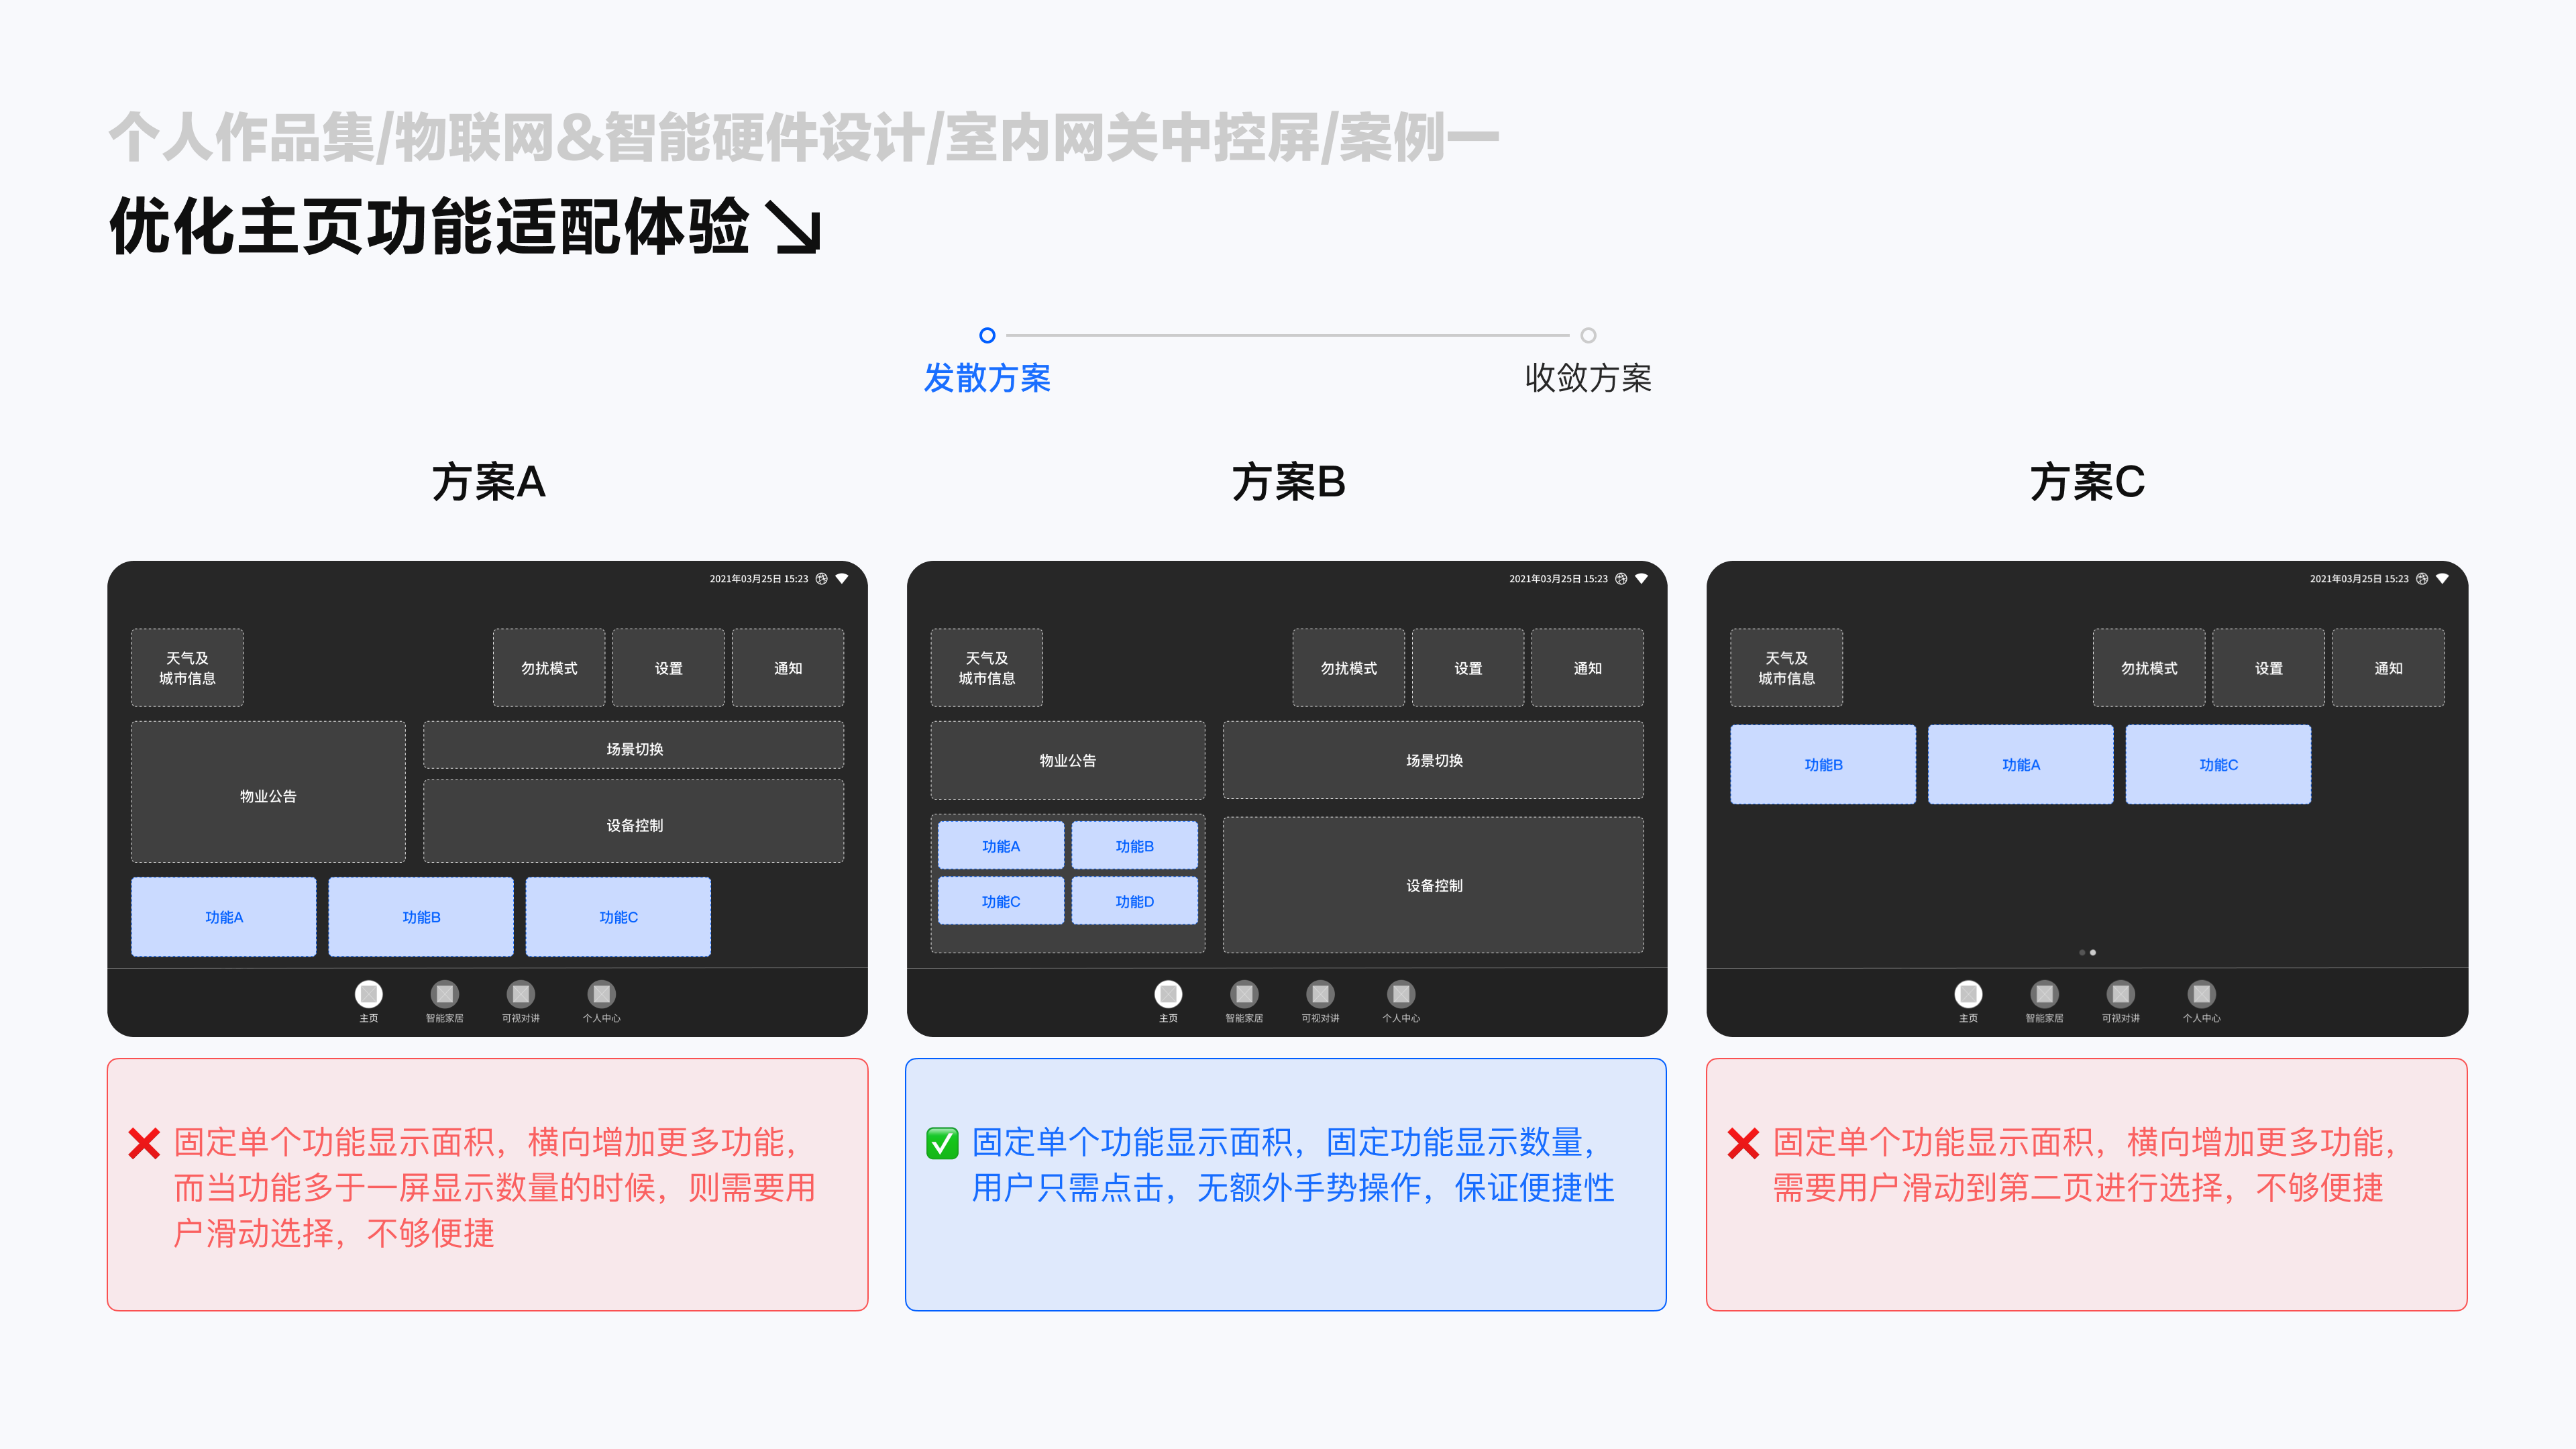 个人作品集/物联网&智能硬件设计/室内网关中控屏/案例一
优化主页功能适配体验
发散方案
收敛方案
方案A
方案B
方案C
2021年03月25日 15:23
天气及
城市信息
勿扰模式
设置
通知
物业公告
场景切换
设备控制
功能A
功能B
功能C
主页
智能家居
可视对讲
个人中心
2021年03月25日 15:23
天气及
城市信息
勿扰模式
设置
通知
物业公告
场景切换
功能A
功能B
功能C
功能D
设备控制
主页
智能家居
可视对讲
个人中心
2021年03月25日 15:23
天气及
城市信息
勿扰模式
设置
通知
功能B
功能A
功能C
主页
智能家居
可视对讲
个人中心
固定单个功能显示面积，横向增加更多功能，
而当功能多于一屏显示数量的时候，则需要用
户滑动选择，不够便捷
固定单个功能显示面积，固定功能显示数量，
用户只需点击，无额外手势操作，保证便捷性
固定单个功能显示面积，横向增加更多功能，
需要用户滑动到第二页进行选择，不够便捷